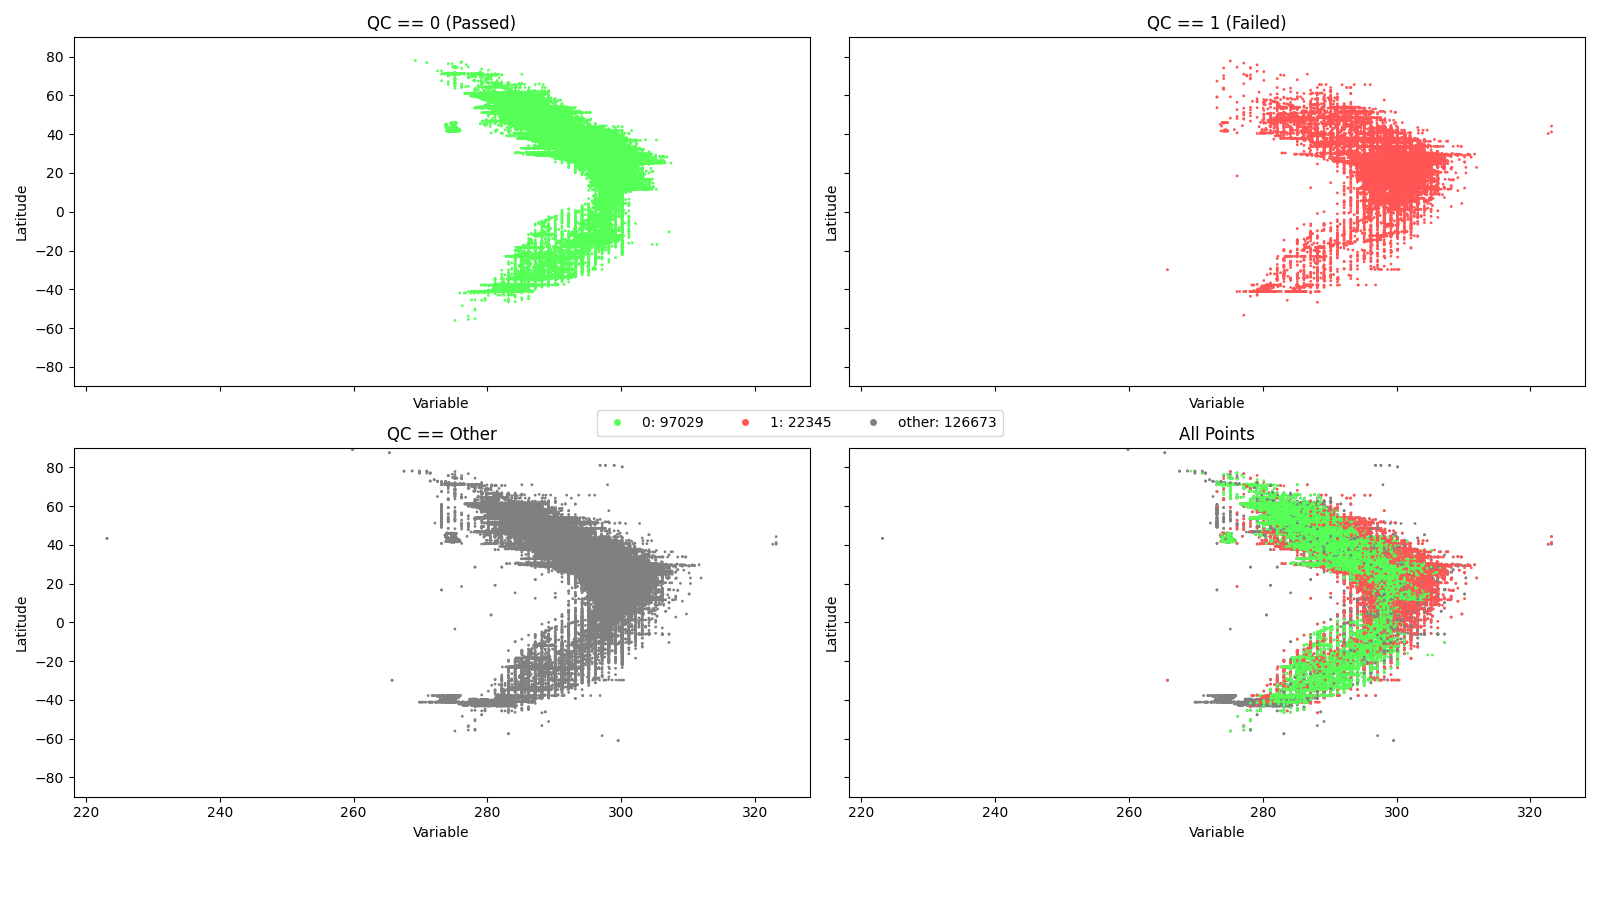 QC == 0 (Passed)
QC == 1 (Failed)
80
60
40
20
0
−20
−40
−60
−80
Latitude
Latitude
Variable
Variable
0: 97029 1: 22345 other: 126673
QC == Other
All Points
80
60
40
20
0
−20
−40
−60
−80
Latitude
Latitude
220 240 260 280 300 320
220 240 260 280 300 320
Variable
Variable